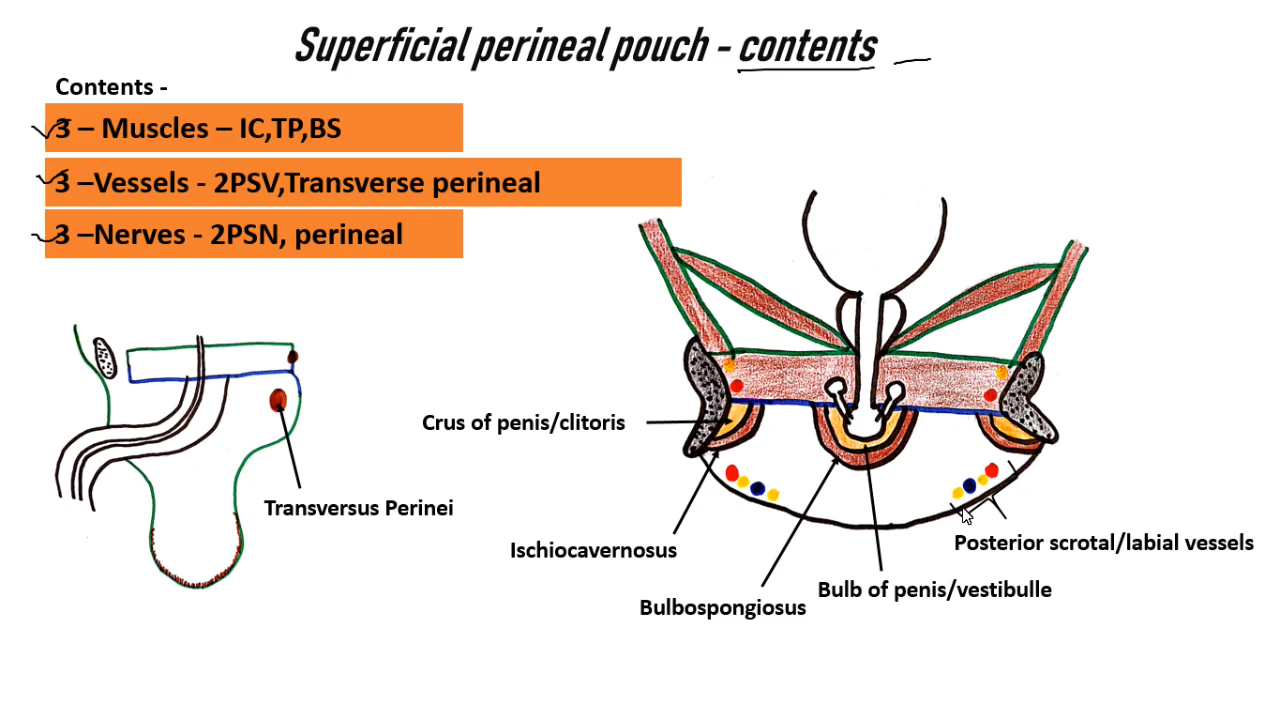 Superficial perineal pouch - contents
Contents -
3 – Muscles – IC,TP,BS
3 –Vessels - 2PSV,Transverse perineal
3 –Nerves - 2PSN, perineal
Crus of penis/clitoris
Transversus Perinei
Ischiocavernosus
Posterior scrotal/labial vessels
Bulb of penis/vestibulle
Bulbospongiosus